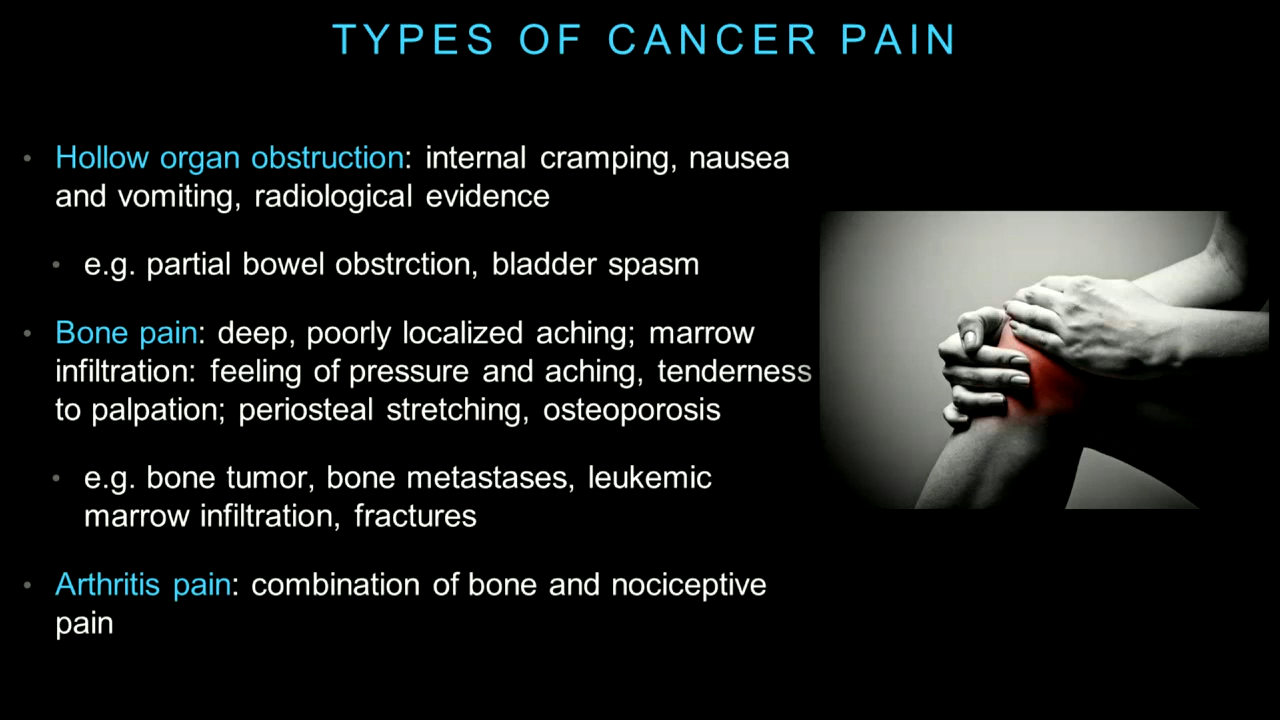 TYPES OF CANCER PAIN
• Hollow organ obstruction: internal cramping, nausea
and vomiting, radiological evidence
• e.g. partial bowel obstrction, bladder spasm
• Bone pain: deep, poorly localized aching; marrow
infiltration: feeling of pressure and aching, tenderness
to palpation; periosteal stretching, osteoporosis
• e.g. bone tumor, bone metastases, leukemic
marrow infiltration, fractures
• Arthritis pain: combination of bone and nociceptive
pain